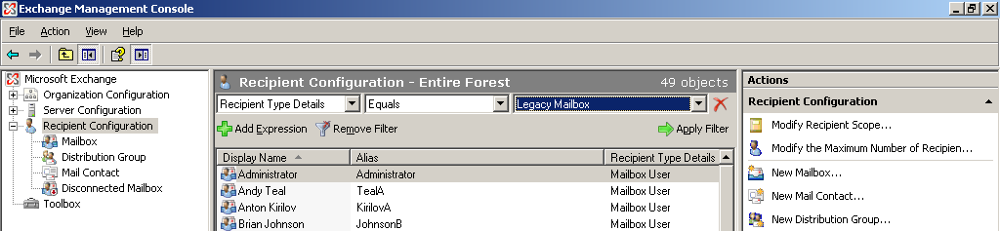 Exchange Management Console
File Action View Help
Microsoft Exchange
Organization Configuration
Server Configuration
Recipient Configuration
Mailbox
Distribution Group
Mail Contact
Disconnected Mailbox
Toolbox
Recipient Configuration - Entire Forest 49 objects
Recipient Type Details Equals Legacy Mailbox
Add Expression Remove Filter Apply Filter
Display Name Alias Recipient Type Details
Administrator Administrator Mailbox User
Andy Teal TealA Mailbox User
Anton Kirilov KirilovA Mailbox User
Brian Johnson JohnsonB Mailbox User
Actions
Recipient Configuration
Modify Recipient Scope...
Modify the Maximum Number of Recipien...
New Mailbox...
New Mail Contact...
New Distribution Group...